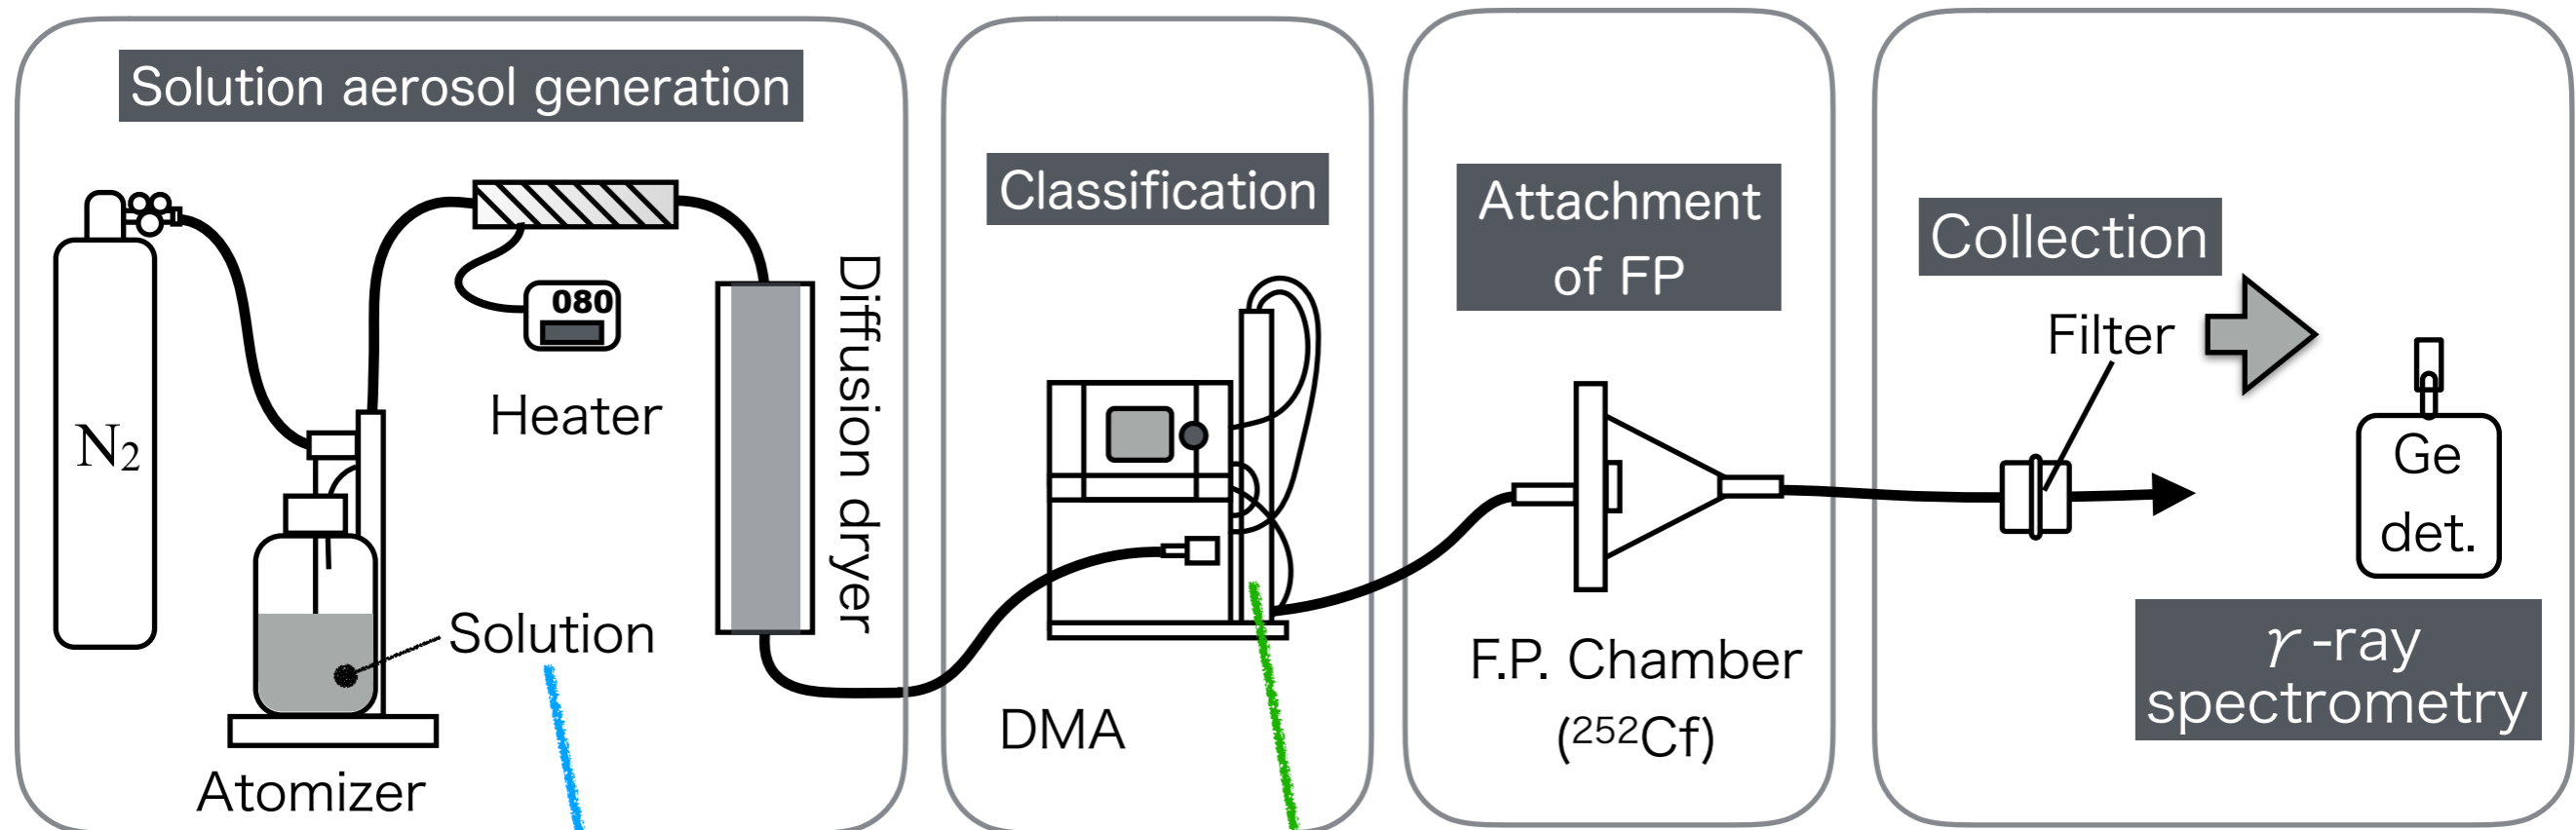 Solution aerosol generation
N₂
080
Heater
Diffusion dryer
Solution
Atomizer
Classification
DMA
Attachment
of FP
F.P. Chamber
(²⁵²Cf)
Collection
Filter
Ge
det.
γ-ray
spectrometry